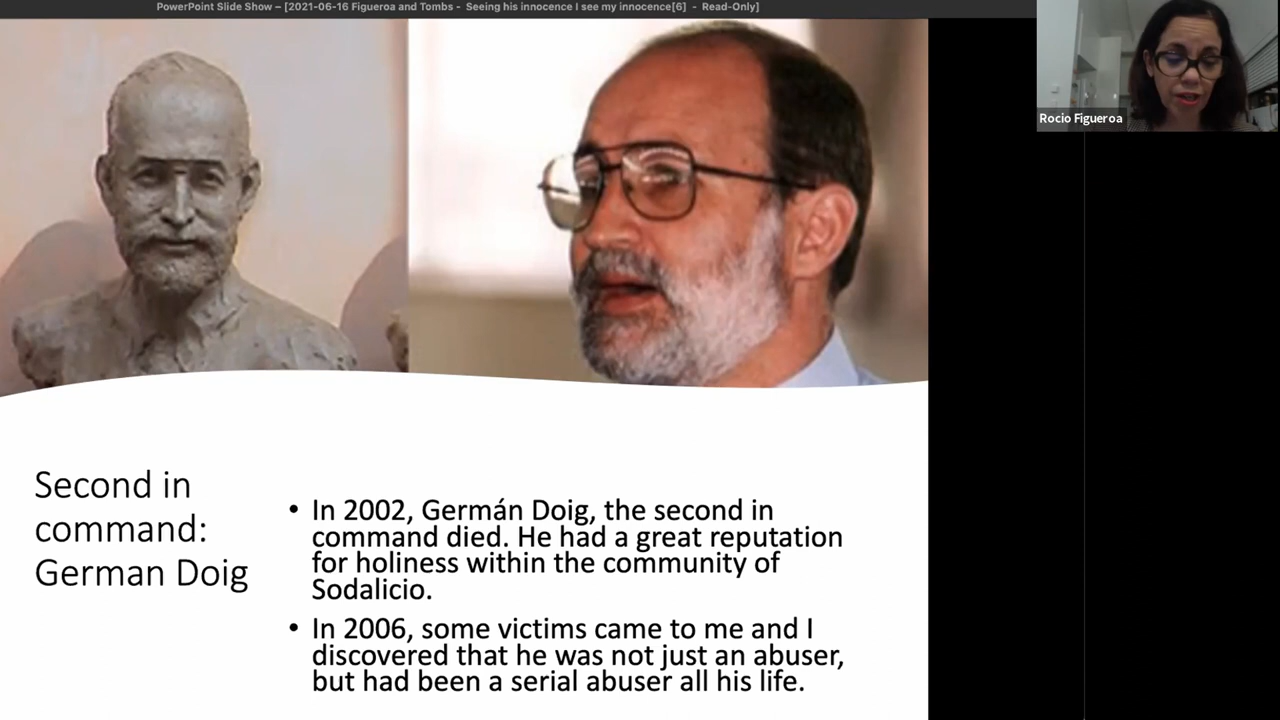 PowerPoint Slide Show – [2021-06-16 Figueroa and Tombs - Seeing his innocence I see my innocence[6] - Read-Only]
Rocio Figueroa
Second in
command:
German Doig
• In 2002, Germán Doig, the second in
command died. He had a great reputation
for holiness within the community of
Sodalicio.
• In 2006, some victims came to me and I
discovered that he was not just an abuser,
but had been a serial abuser all his life.